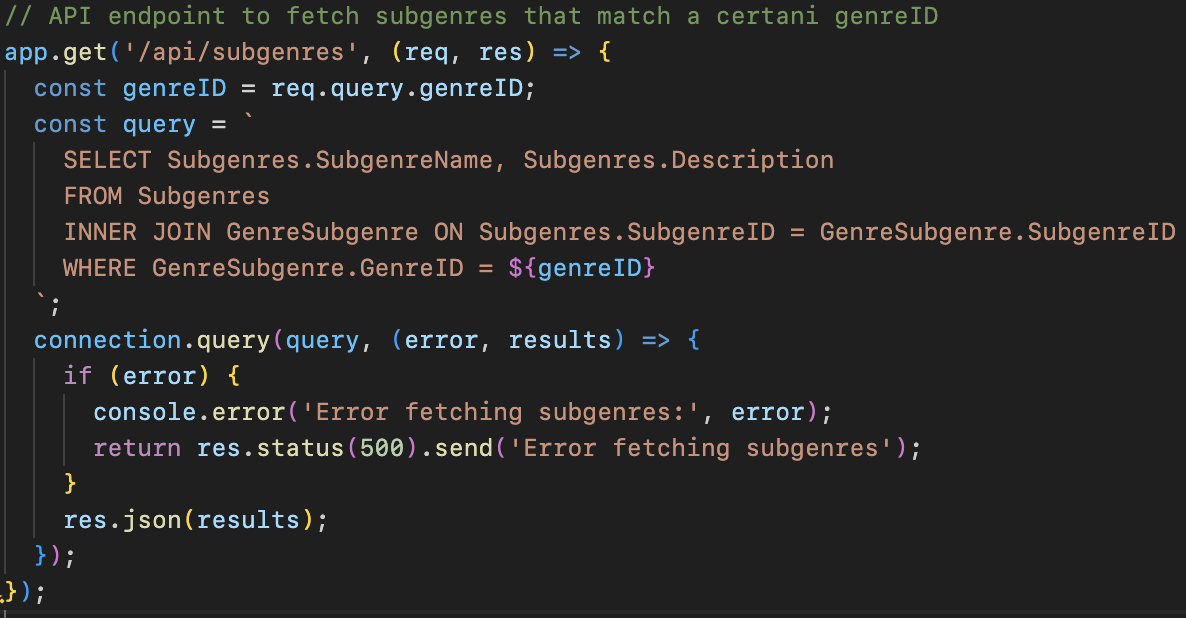 // API endpoint to fetch subgenres that match a certani genreID
app.get('/api/subgenres', (req, res) => {
  const genreID = req.query.genreID;
  const query = `
    SELECT Subgenres.SubgenreName, Subgenres.Description
    FROM Subgenres
    INNER JOIN GenreSubgenre ON Subgenres.SubgenreID = GenreSubgenre.SubgenreID
    WHERE GenreSubgenre.GenreID = ${genreID}
  `;
  connection.query(query, (error, results) => {
    if (error) {
      console.error('Error fetching subgenres:', error);
      return res.status(500).send('Error fetching subgenres');
    }
    res.json(results);
  });
});